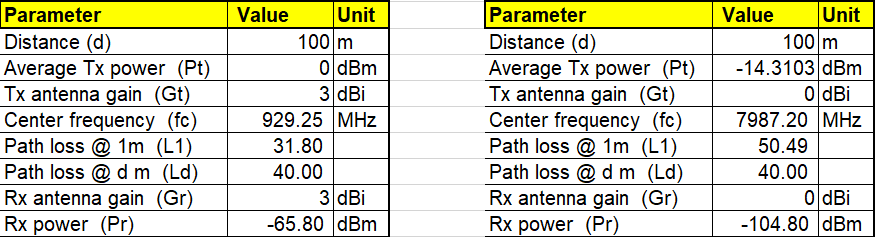 Parameter Value Unit Parameter Value Unit
Distance (d) 100 m Distance (d) 100 m
Average Tx power (Pt) 0 dBm Average Tx power (Pt) -14.3103 dBm
Tx antenna gain (Gt) 3 dBi Tx antenna gain (Gt) 0 dBi
Center frequency (fc) 929.25 MHz Center frequency (fc) 7987.20 MHz
Path loss @ 1m (L1) 31.80 Path loss @ 1m (L1) 50.49
Path loss @ d m (Ld) 40.00 Path loss @ d m (Ld) 40.00
Rx antenna gain (Gr) 3 dBi Rx antenna gain (Gr) 0 dBi
Rx power (Pr) -65.80 dBm Rx power (Pr) -104.80 dBm